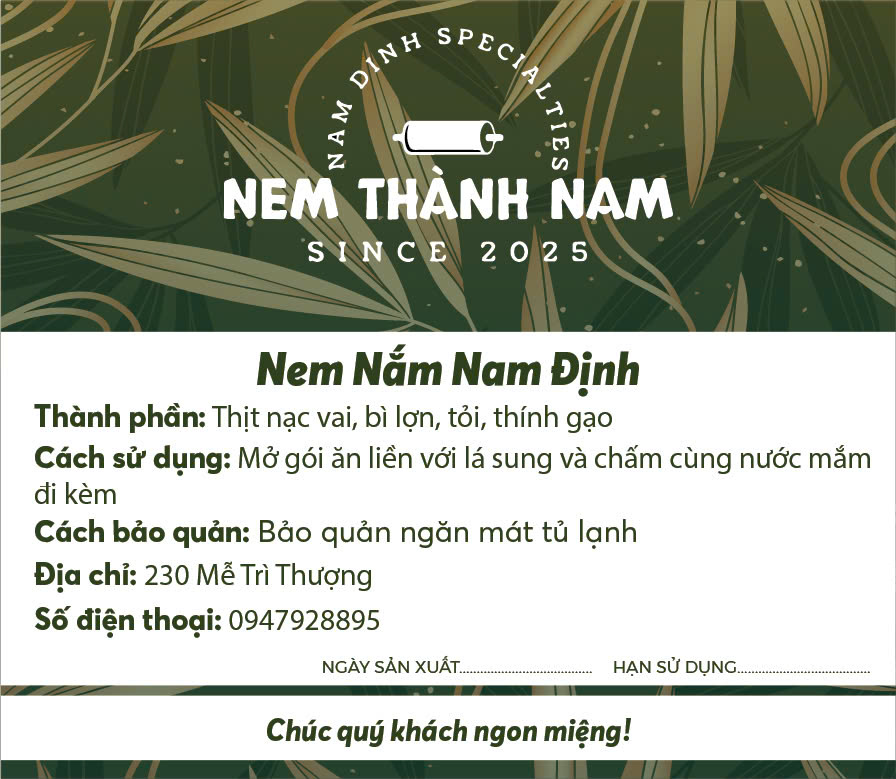 NAM DINH SPECIALTIES
NEM THÀNH NAM
SINCE 2025
Nem Nắm Nam Định
Thành phần: Thịt nạc vai, bì lợn, tỏi, thính gạo
Cách sử dụng: Mở gói ăn liền với lá sung và chấm cùng nước mắm
đi kèm
Cách bảo quản: Bảo quản ngăn mát tủ lạnh
Địa chỉ: 230 Mễ Trì Thượng
Số điện thoại: 0947928895
NGÀY SẢN XUẤT...................................... HẠN SỬ DỤNG......................................
Chúc quý khách ngon miệng!